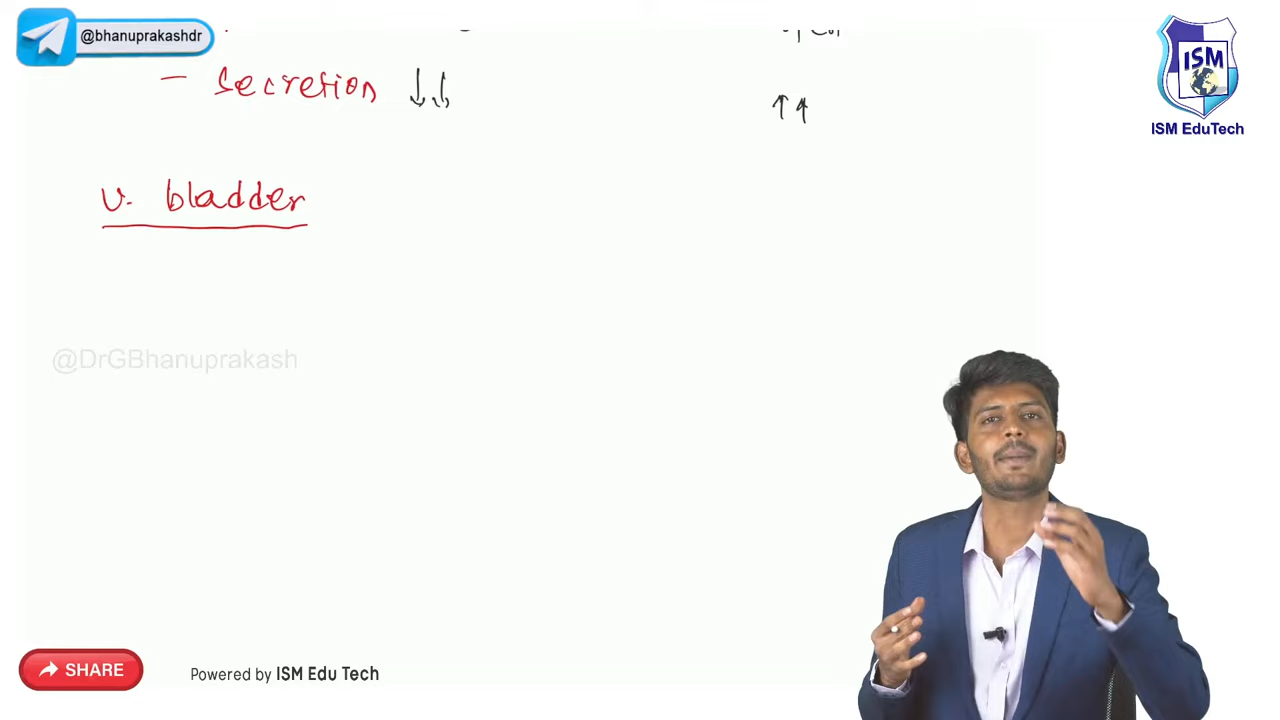 @bhanuprakashdr
ISM
ISM EduTech
– Secretion ↓↓ ↑↑
U. bladder
@DrGBhanuprakash
SHARE
Powered by ISM Edu Tech